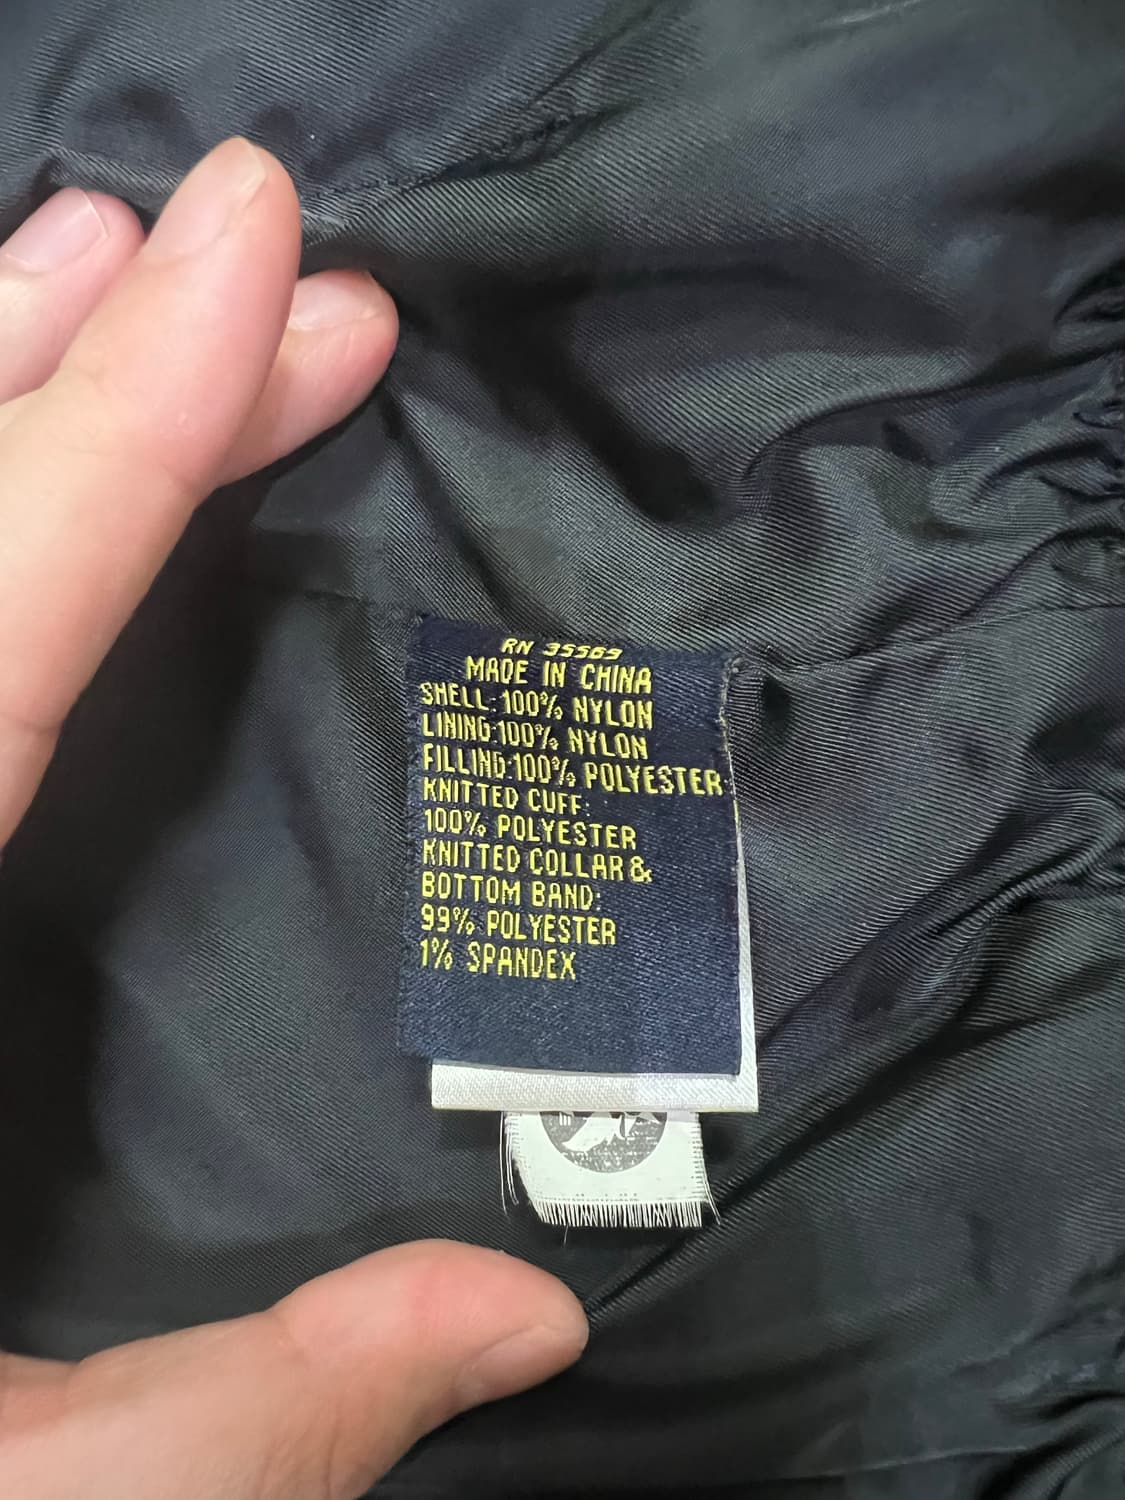 RN 35569
MADE IN CHINA
SHELL:100% NYLON
LINING:100% NYLON
FILLING:100% POLYESTER
KNITTED CUFF:
100% POLYESTER
KNITTED COLLAR &
BOTTOM BAND:
99% POLYESTER
1% SPANDEX